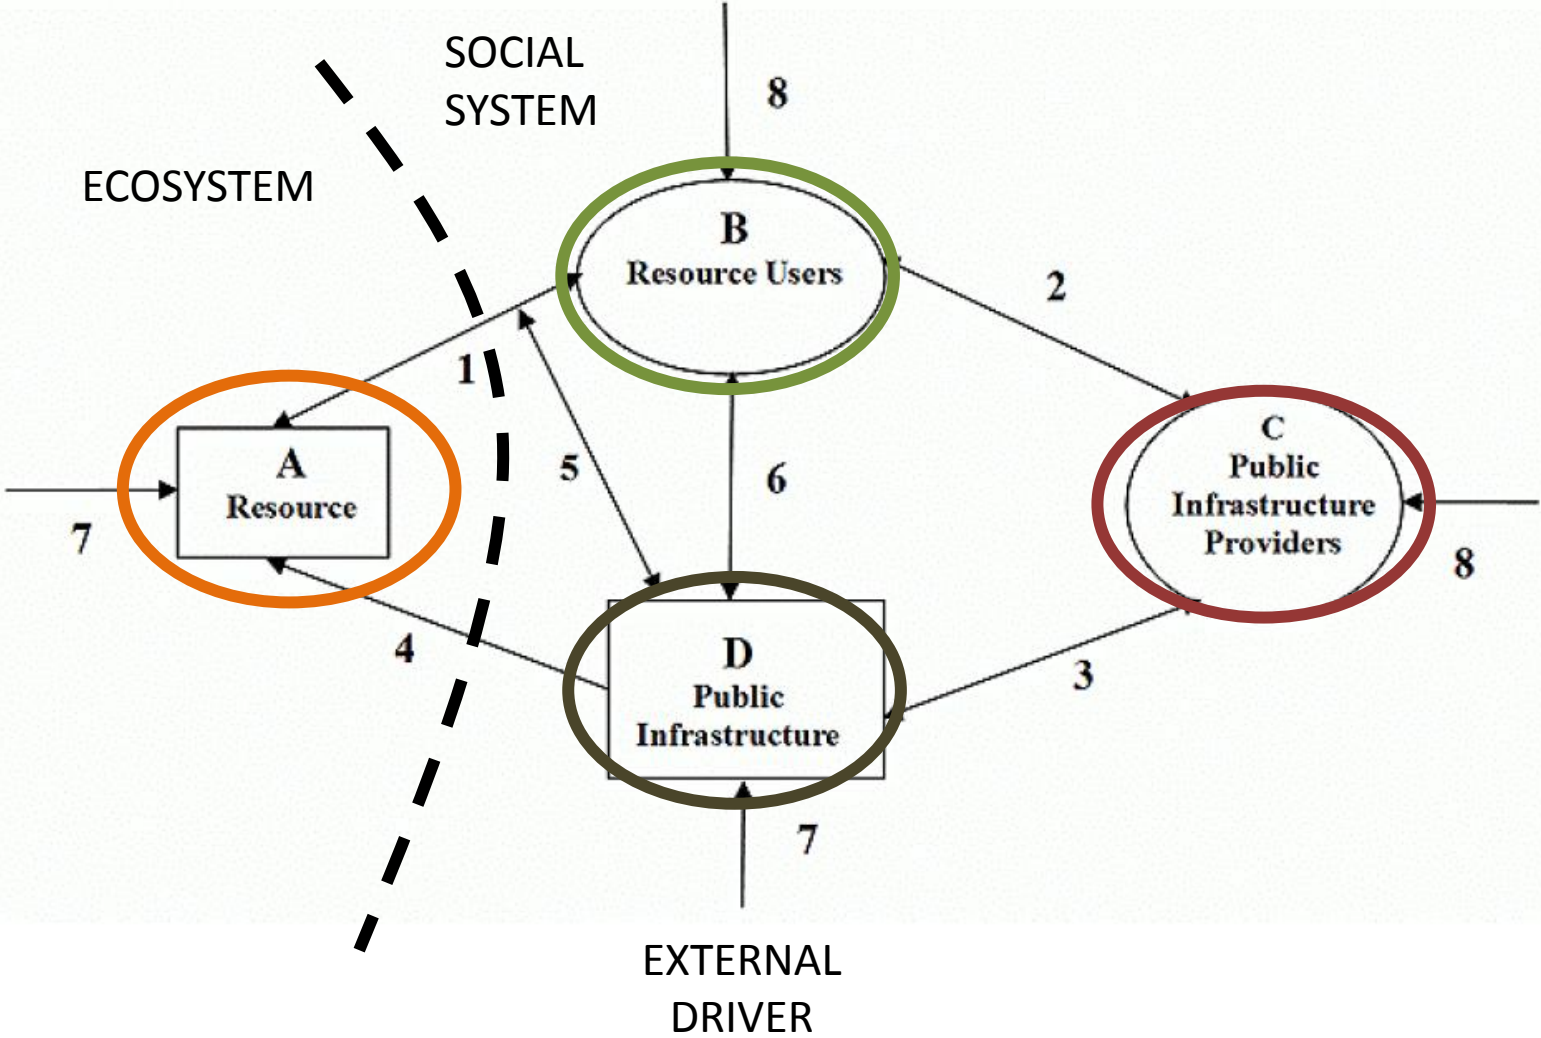 SOCIAL
SYSTEM
8
ECOSYSTEM
B
Resource Users
2
1
A
Resource
7
5
6
C
Public
Infrastructure
Providers
8
4
D
Public
Infrastructure
3
7
EXTERNAL
DRIVER